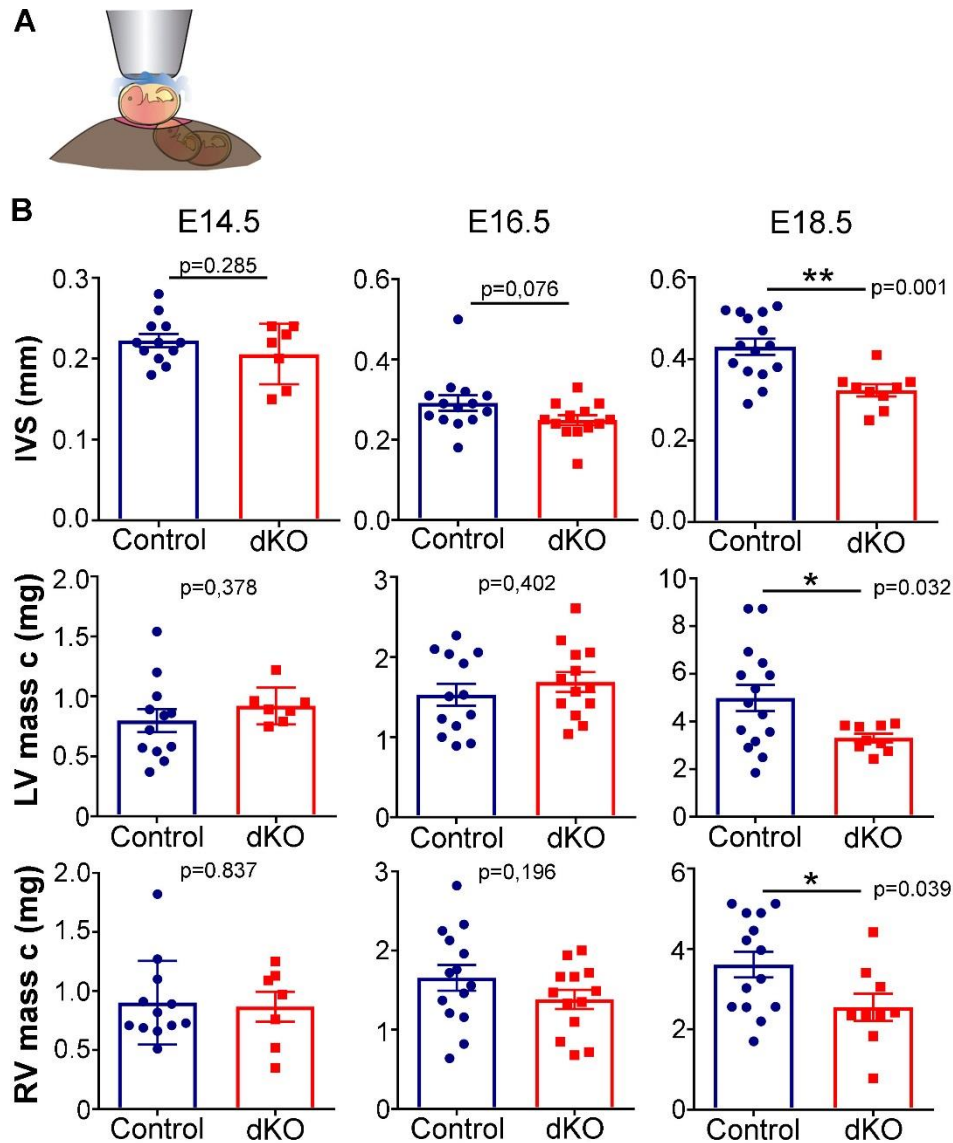 A
B
E14.5 E16.5 E18.5
p=0.285
IVS (mm)
0.3
0.2
0.1
0.0
Control dKO
p=0,076
0.6
0.4
0.2
0.0
Control dKO
** p=0.001
0.6
0.4
0.2
0.0
Control dKO
p=0,378
LV mass c (mg)
2.0
1.5
1.0
0.5
0
Control dKO
p=0,402
3
2
1
0
Control dKO
* p=0.032
10
8
6
4
2
0
Control dKO
p=0.837
RV mass c (mg)
2.0
1.5
1.0
0.5
0
Control dKO
p=0,196
3
2
1
0
Control dKO
* p=0.039
6
4
2
0
Control dKO